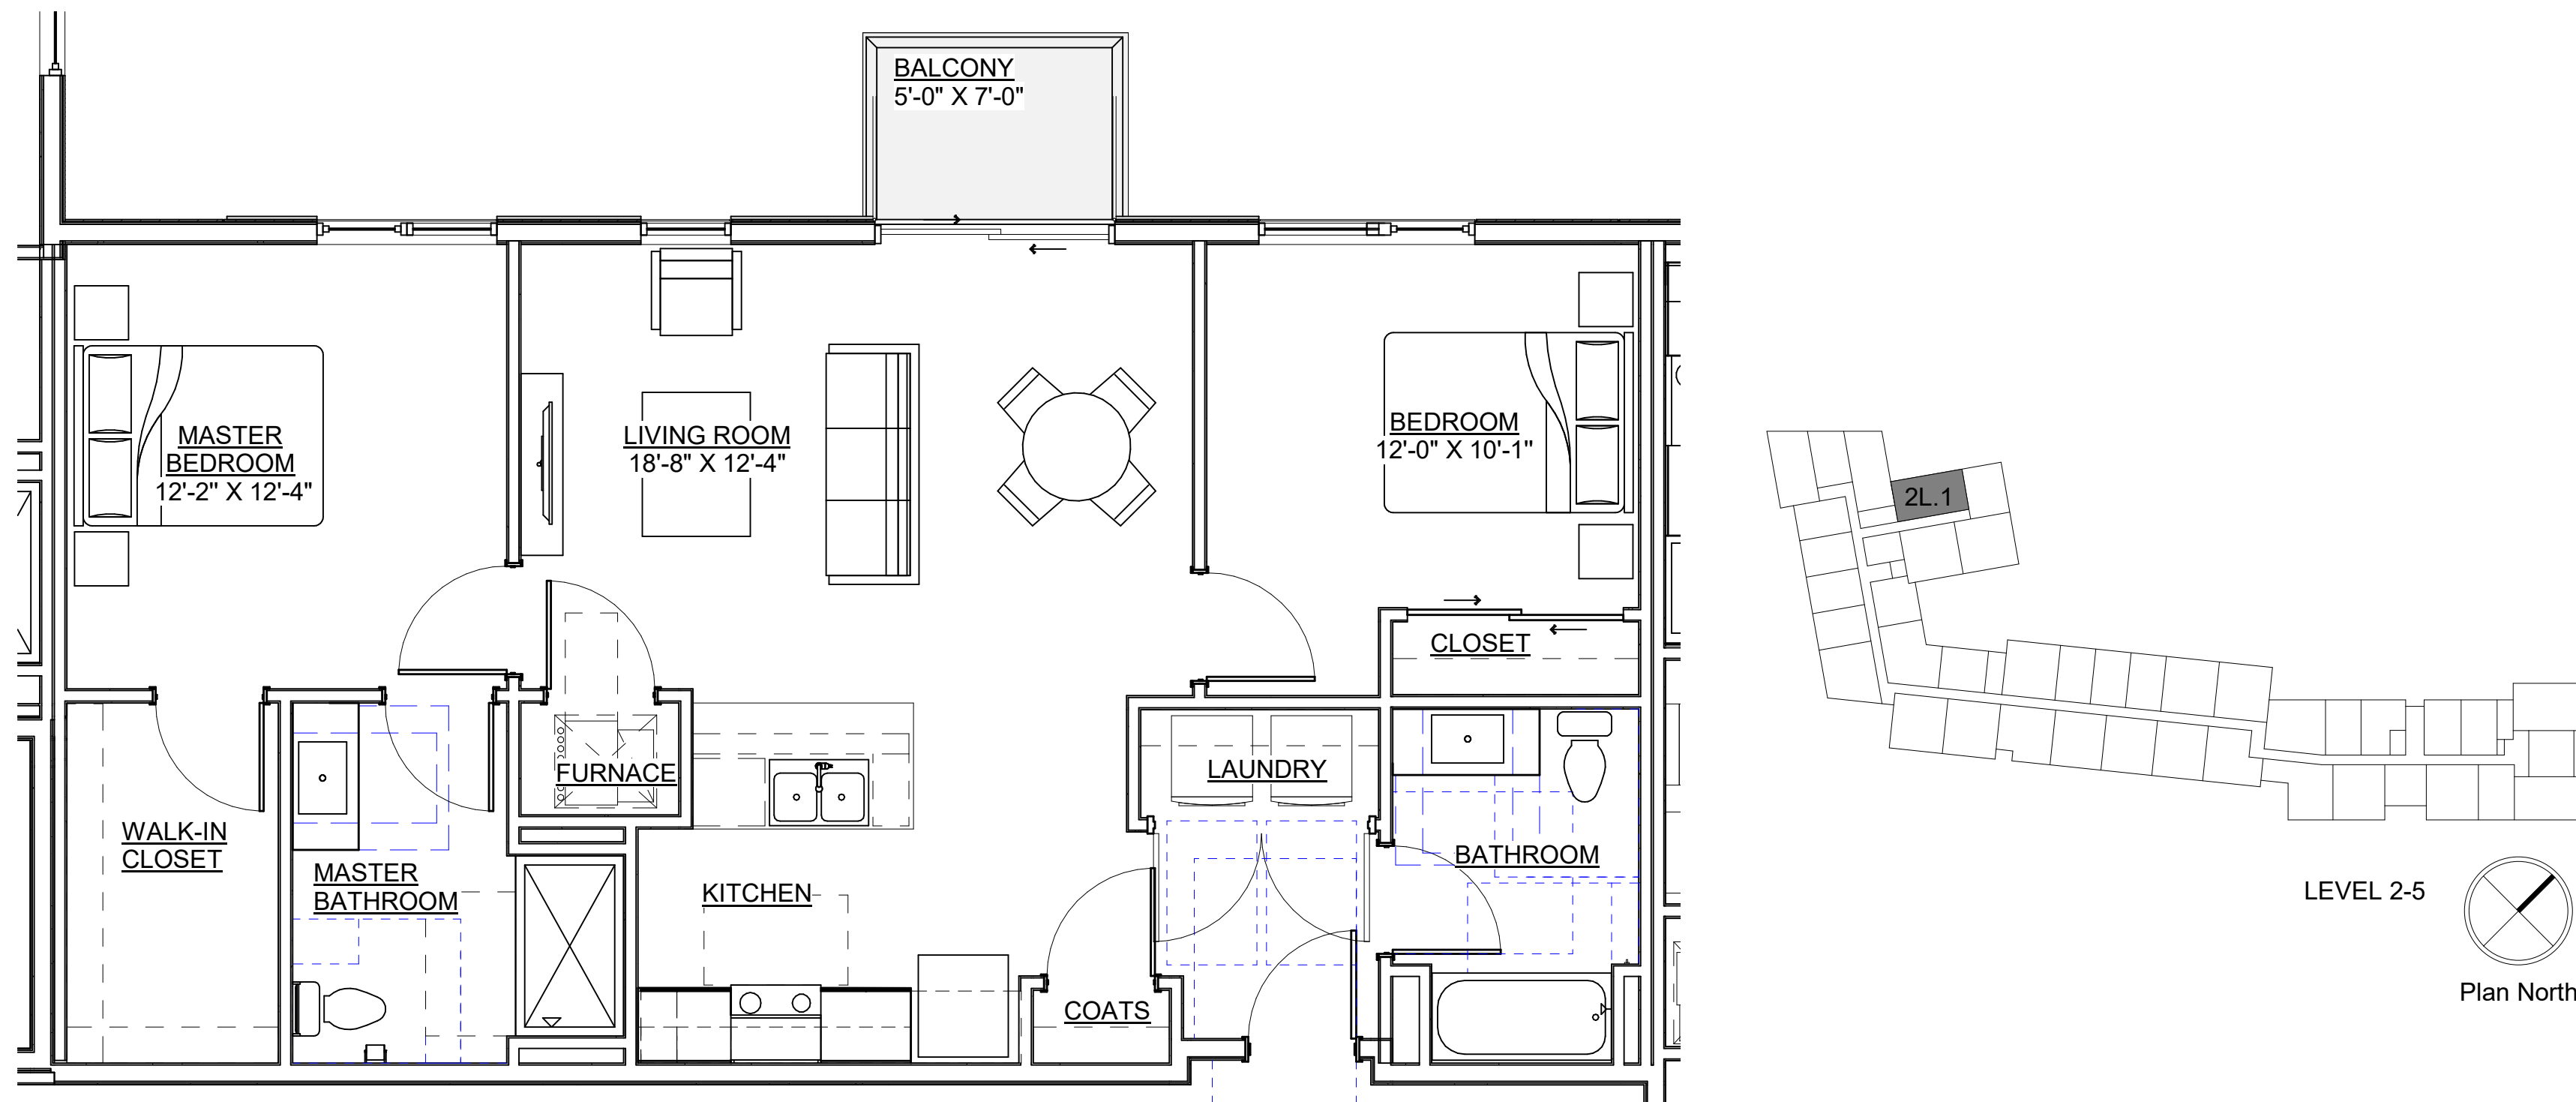 BALCONY
5'-0" X 7'-0"
MASTER
BEDROOM
12'-2" X 12'-4"
LIVING ROOM
18'-8" X 12'-4"
BEDROOM
12'-0" X 10'-1"
CLOSET
FURNACE
LAUNDRY
WALK-IN
CLOSET
MASTER
BATHROOM
KITCHEN
BATHROOM
COATS
2L.1
LEVEL 2-5
Plan North